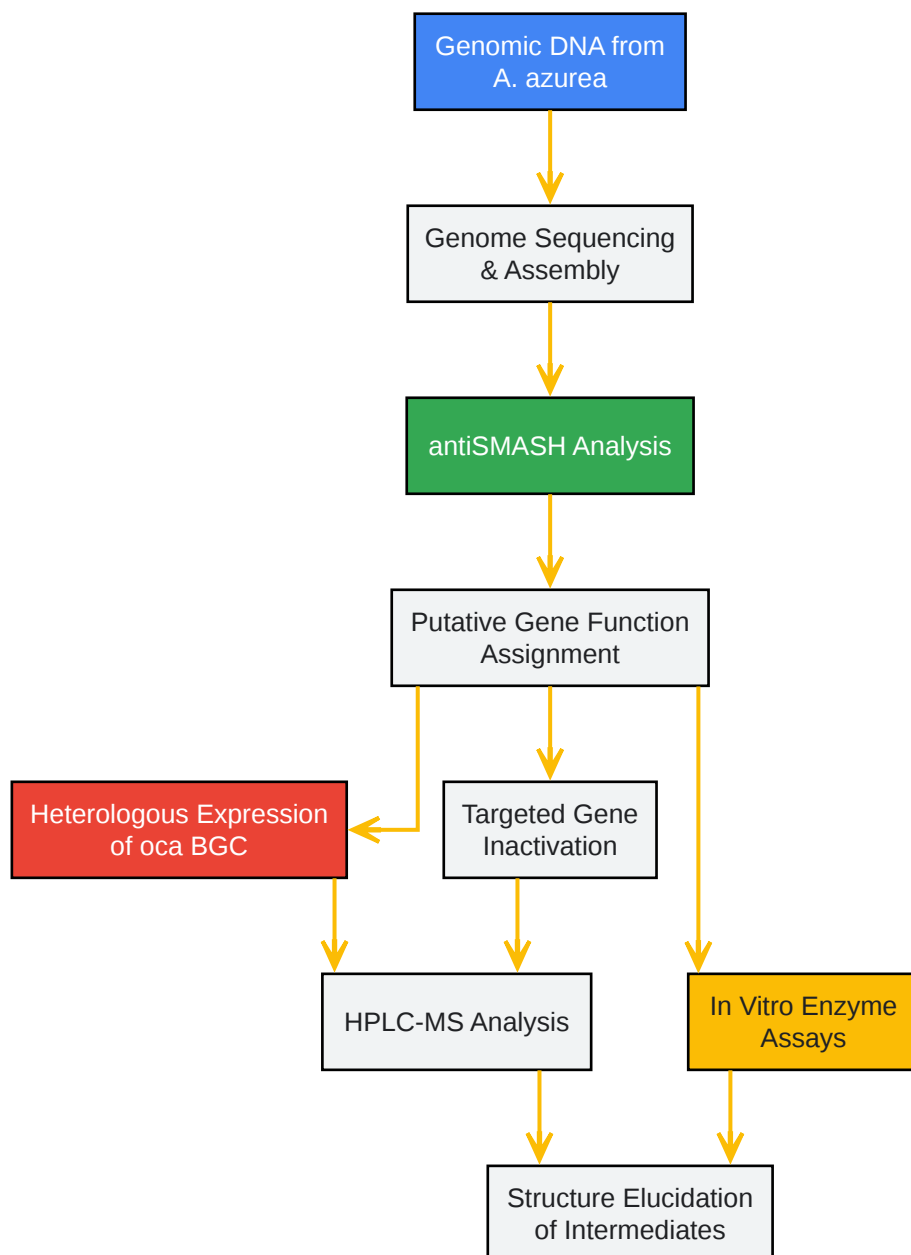 Genomic DNA from
A. azurea
Genome Sequencing
& Assembly
antiSMASH Analysis
Putative Gene Function
Assignment
Heterologous Expression
of oca BGC
Targeted Gene
Inactivation
HPLC-MS Analysis
In Vitro Enzyme
Assays
Structure Elucidation
of Intermediates